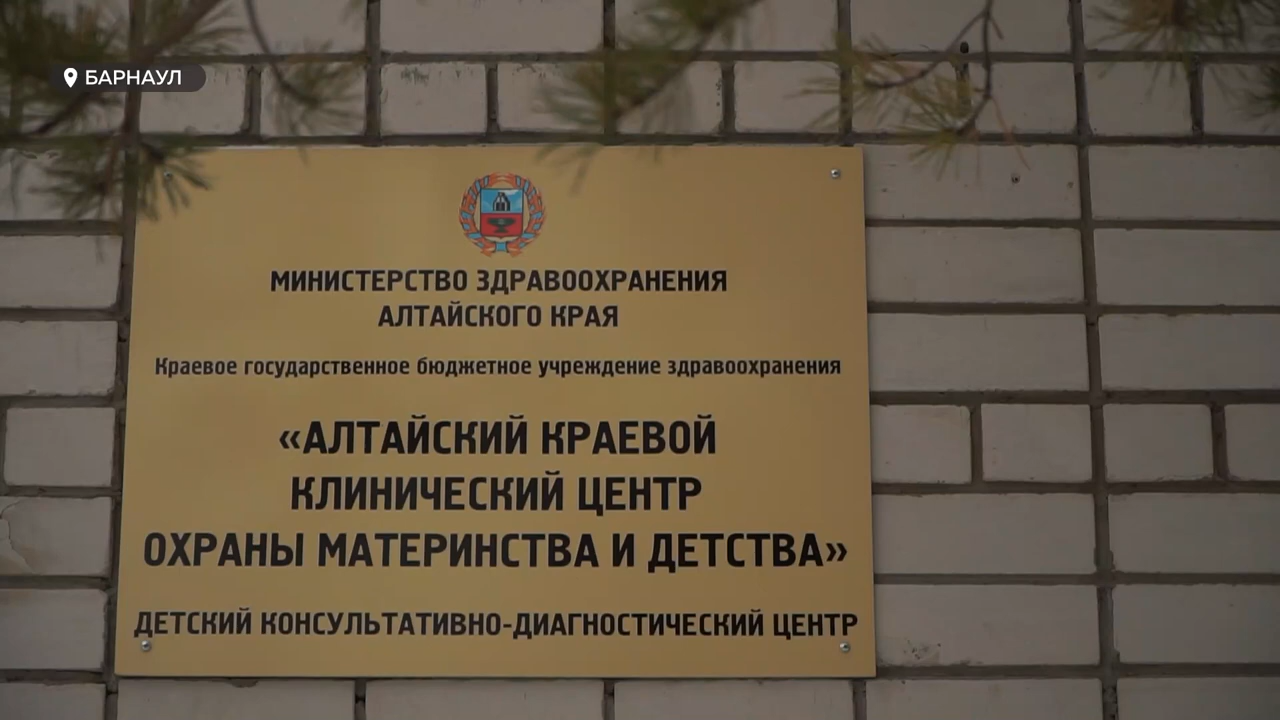 БАРНАУЛ
МИНИСТЕРСТВО ЗДРАВООХРАНЕНИЯ
АЛТАЙСКОГО КРАЯ
Краевое государственное бюджетное учреждение здравоохранения
«АЛТАЙСКИЙ КРАЕВОЙ
КЛИНИЧЕСКИЙ ЦЕНТР
ОХРАНЫ МАТЕРИНСТВА И ДЕТСТВА»
ДЕТСКИЙ КОНСУЛЬТАТИВНО-ДИАГНОСТИЧЕСКИЙ ЦЕНТР